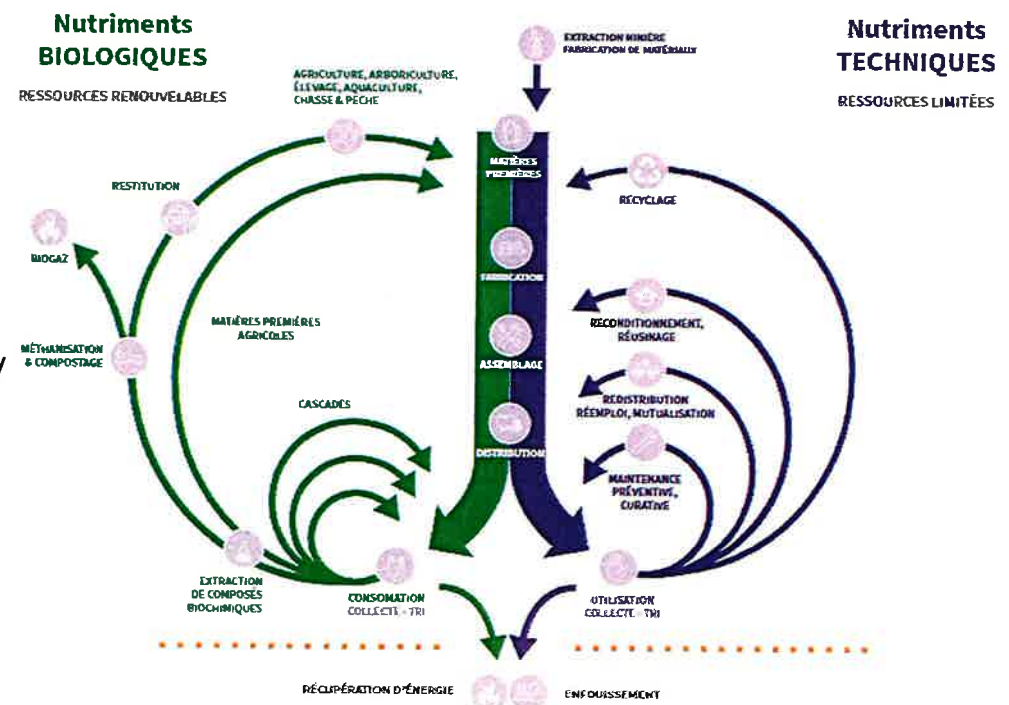 Nutriments
BIOLOGIQUES
RESSOURCES RENOUVELABLES
EXTRACTION MINIÈRE
FABRICATION DE MATÉRIAUX
Nutriments
TECHNIQUES
RESSOURCES LIMITÉES
AGRICULTURE, ARBORICULTURE,
ÉLEVAGE, AQUACULTURE,
CHASSE & PÊCHE
MATIÈRES
PREMIÈRES
RESTITUTION
RECYCLAGE
BIOGAZ
FABRICATION
MATIÈRES PREMIÈRES
AGRICOLES
RECONDITIONNEMENT,
RÉUSINAGE
MÉTHANISATION
& COMPOSTAGE
ASSEMBLAGE
CASCADES
REDISTRIBUTION
RÉEMPLOI, MUTUALISATION
DISTRIBUTION
MAINTENANCE
PRÉVENTIVE,
CURATIVE
EXTRACTION
DE COMPOSÉS
BIOCHIMIQUES
CONSOMATION
COLLECTE - TRI
UTILISATION
COLLECTE - TRI
RÉCUPÉRATION D'ÉNERGIE
ENFOUISSEMENT